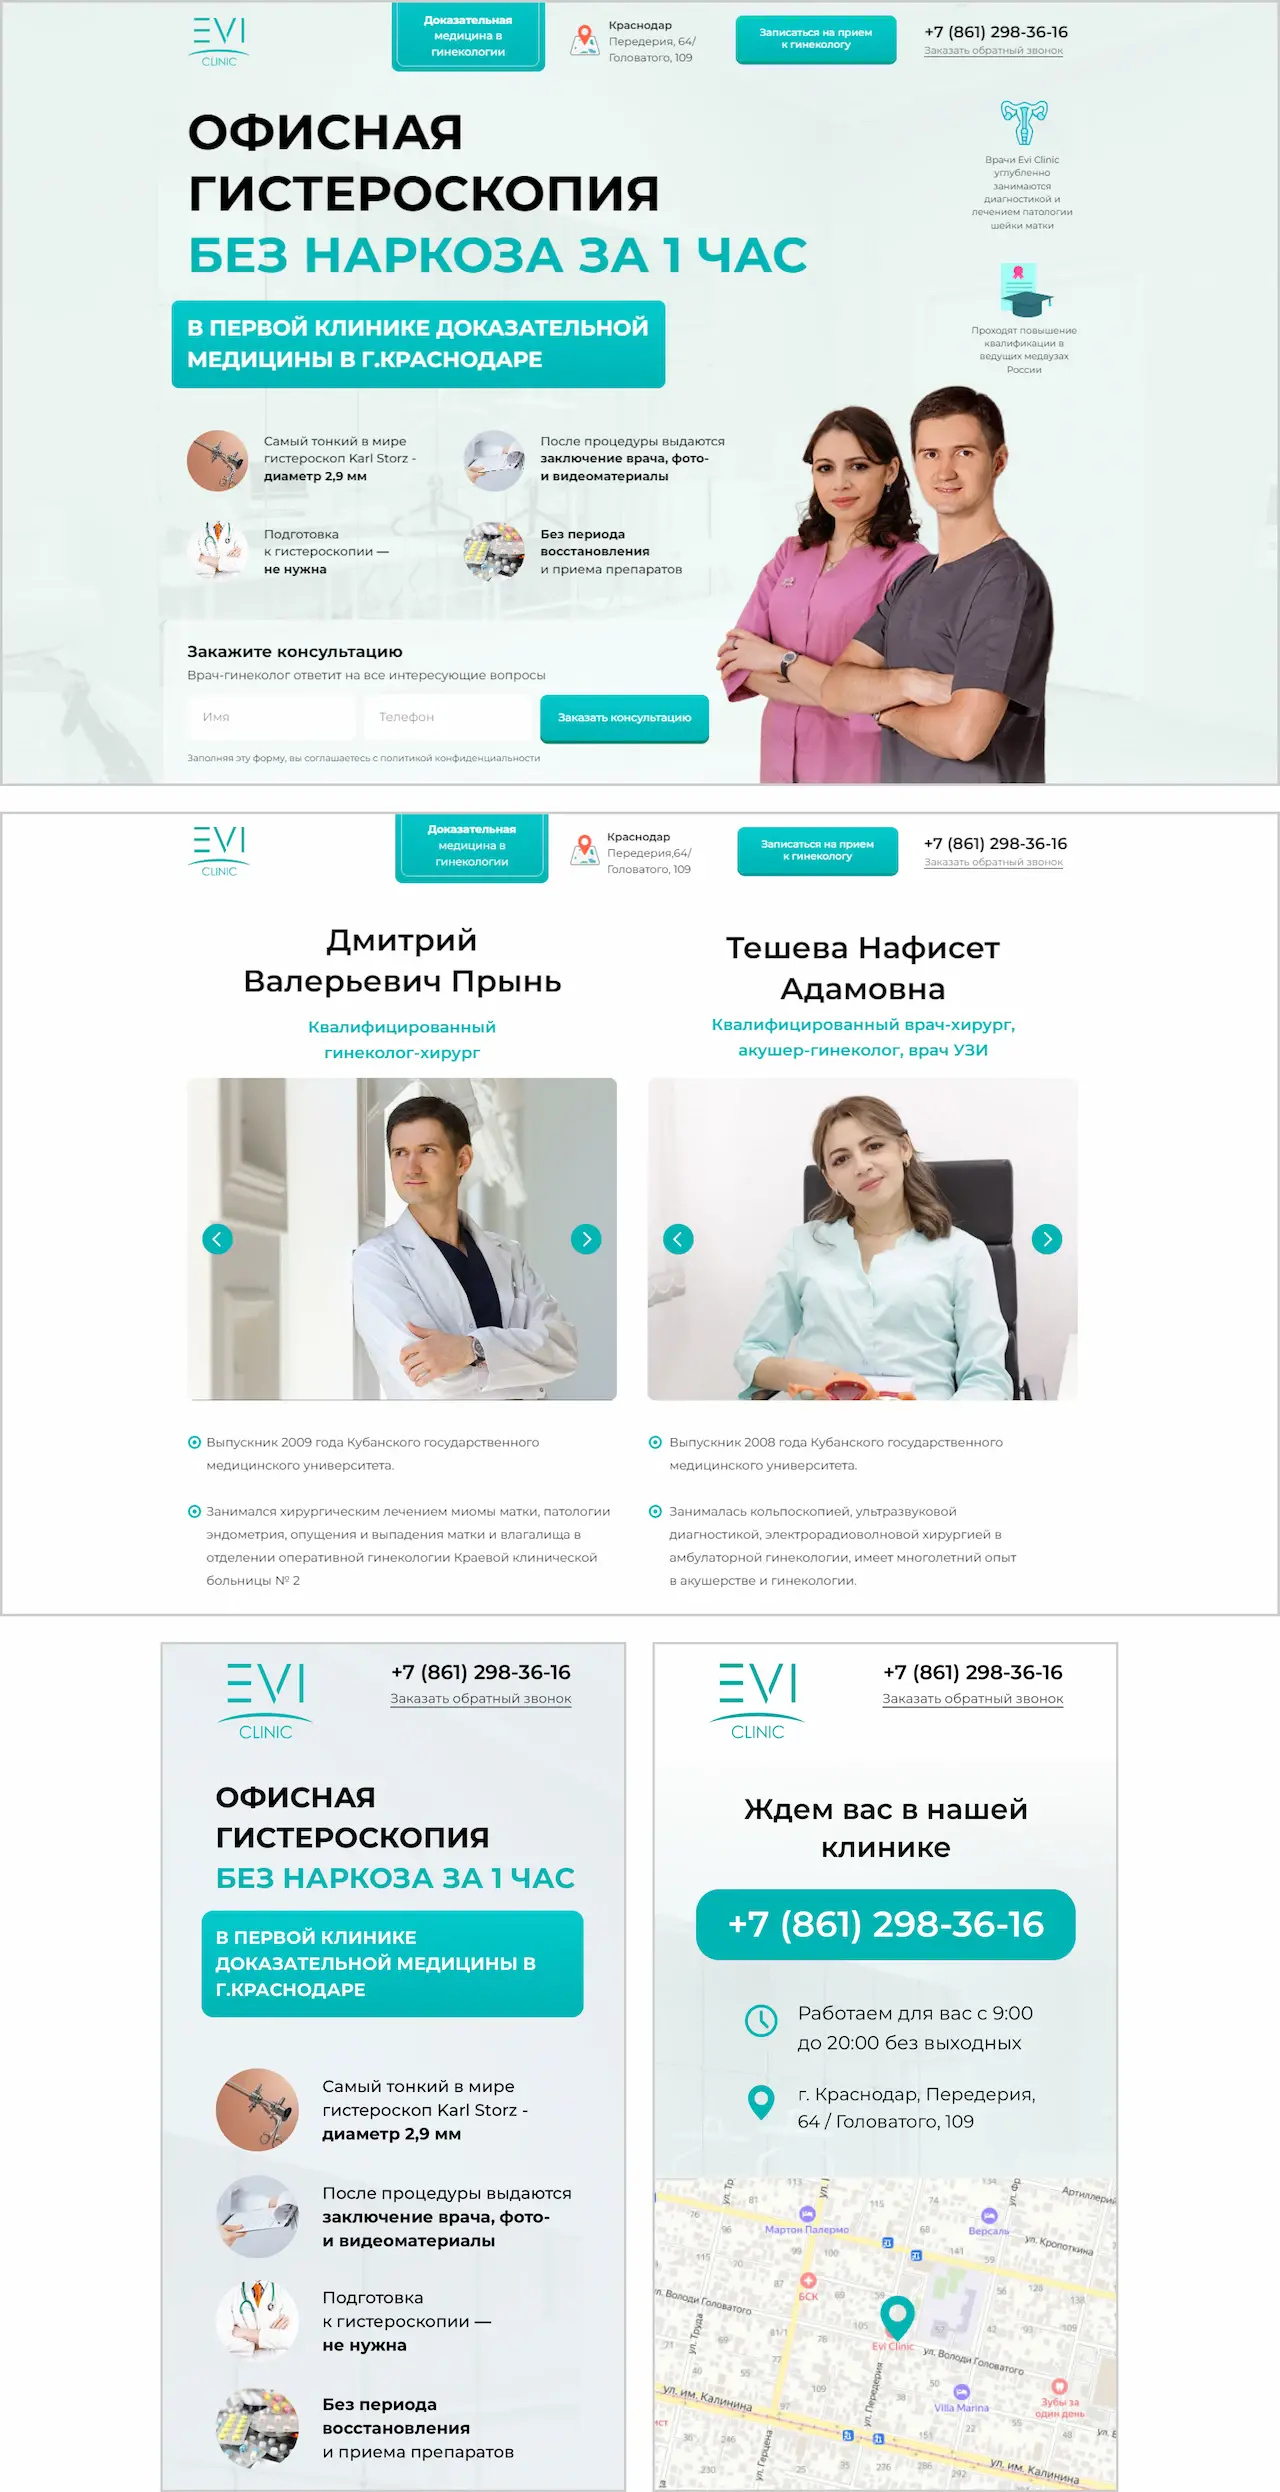 EVI
CLINIC
Доказательная
медицина в
гинекологии
Краснодар
Передерия, 64/
Головатого, 109
Записаться на прием
к гинекологу
+7 (861) 298-36-16
Заказать обратный звонок
ОФИСНАЯ
ГИСТЕРОСКОПИЯ
БЕЗ НАРКОЗА ЗА 1 ЧАС
В ПЕРВОЙ КЛИНИКЕ ДОКАЗАТЕЛЬНОЙ
МЕДИЦИНЫ В Г.КРАСНОДАРЕ
Врачи Evi Clinic
углубленно
занимаются
диагностикой и
лечением патологии
шейки матки
Проходят повышение
квалификации в
ведущих медвузах
России
Самый тонкий в мире
гистероскоп Karl Storz -
диаметр 2,9 мм
После процедуры выдаются
заключение врача, фото-
и видеоматериалы
Подготовка
к гистероскопии —
не нужна
Без периода
восстановления
и приема препаратов
Закажите консультацию
Врач-гинеколог ответит на все интересующие вопросы
Имя
Телефон
Заказать консультацию
Заполняя эту форму, вы соглашаетесь с политикой конфиденциальности
EVI
CLINIC
Доказательная
медицина в
гинекологии
Краснодар
Передерия,64/
Головатого, 109
Записаться на прием
к гинекологу
+7 (861) 298-36-16
Заказать обратный звонок
Дмитрий
Валерьевич Прынь
Квалифицированный
гинеколог-хирург
Тешева Нафисет
Адамовна
Квалифицированный врач-хирург,
акушер-гинеколог, врач УЗИ
Выпускник 2009 года Кубанского государственного
медицинского университета.
Занимался хирургическим лечением миомы матки, патологии
эндометрия, опущения и выпадения матки и влагалища в
отделении оперативной гинекологии Краевой клинической
больницы № 2
Выпускник 2008 года Кубанского государственного
медицинского университета.
Занималась кольпоскопией, ультразвуковой
диагностикой, электрорадиоволновой хирургией в
амбулаторной гинекологии, имеет многолетний опыт
в акушерстве и гинекологии.
EVI
CLINIC
+7 (861) 298-36-16
Заказать обратный звонок
ОФИСНАЯ
ГИСТЕРОСКОПИЯ
БЕЗ НАРКОЗА ЗА 1 ЧАС
В ПЕРВОЙ КЛИНИКЕ
ДОКАЗАТЕЛЬНОЙ МЕДИЦИНЫ В
Г.КРАСНОДАРЕ
Самый тонкий в мире
гистероскоп Karl Storz -
диаметр 2,9 мм
После процедуры выдаются
заключение врача, фото-
и видеоматериалы
Подготовка
к гистероскопии —
не нужна
Без периода
восстановления
и приема препаратов
EVI
CLINIC
+7 (861) 298-36-16
Заказать обратный звонок
Ждем вас в нашей
клинике
+7 (861) 298-36-16
Работаем для вас с 9:00
до 20:00 без выходных
г. Краснодар, Передерия,
64 / Головатого, 109
Мартон Палермо
Версаль
Артиллерий
ул. Кропоткина
БСК
ул. Володи Головатого
ул. Труда
Evi Clinic
ул. Володи Головатого
ул. Передерия
Villa Marina
Зубы за
один день
ул. им. Калинина
ул. Герцена
ул. им. Калинина